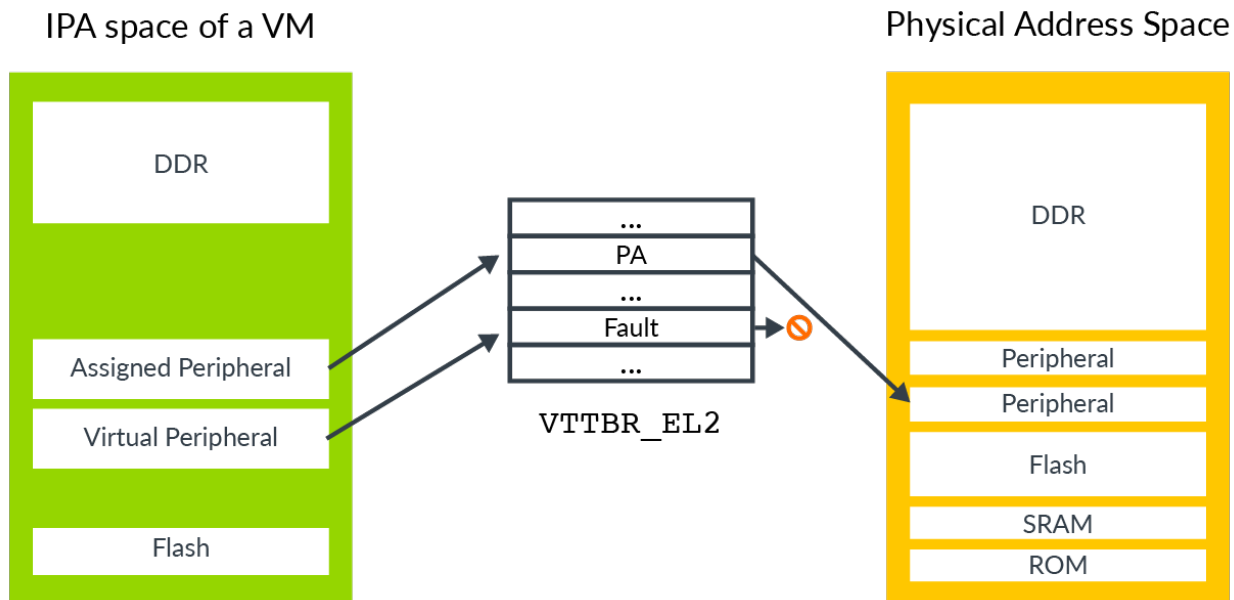 IPA space of a VM
Physical Address Space
DDR
Assigned Peripheral
Virtual Peripheral
Flash
...
PA
...
Fault
...
VTTBR_EL2
DDR
Peripheral
Peripheral
Flash
SRAM
ROM